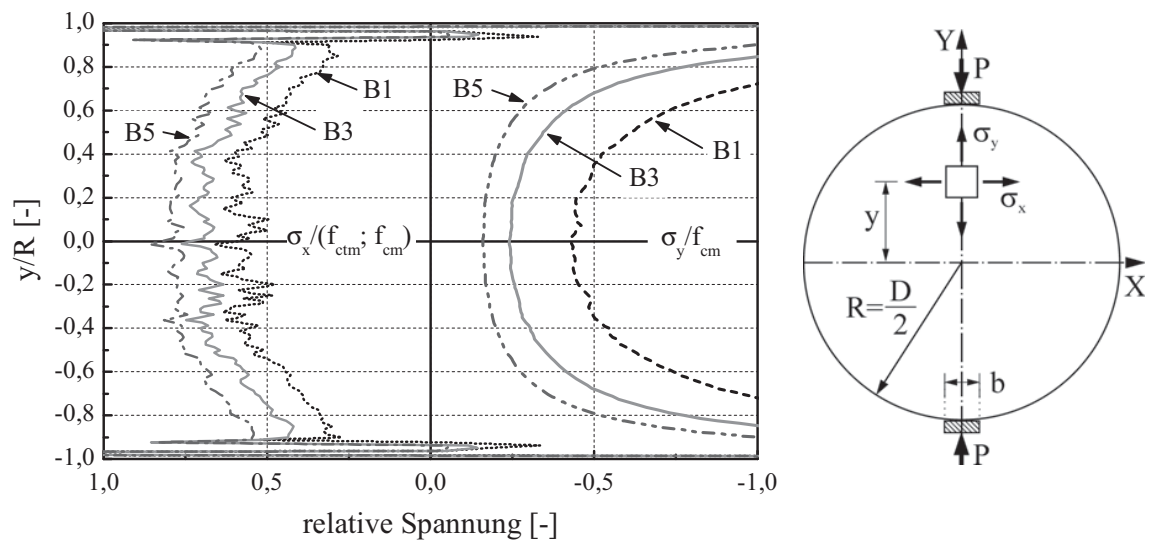 1,0
0,8
0,6
0,4
0,2
0,0
-0,2
-0,4
-0,6
-0,8
-1,0
y/R [-]
1,0
0,5
0,0
-0,5
-1,0
relative Spannung [-]
B5
B3
B1
B5
B3
B1
σx/(fctm; fcm)
σy/fcm
Y
P
σy
σx
y
X
R=D/2
b
P